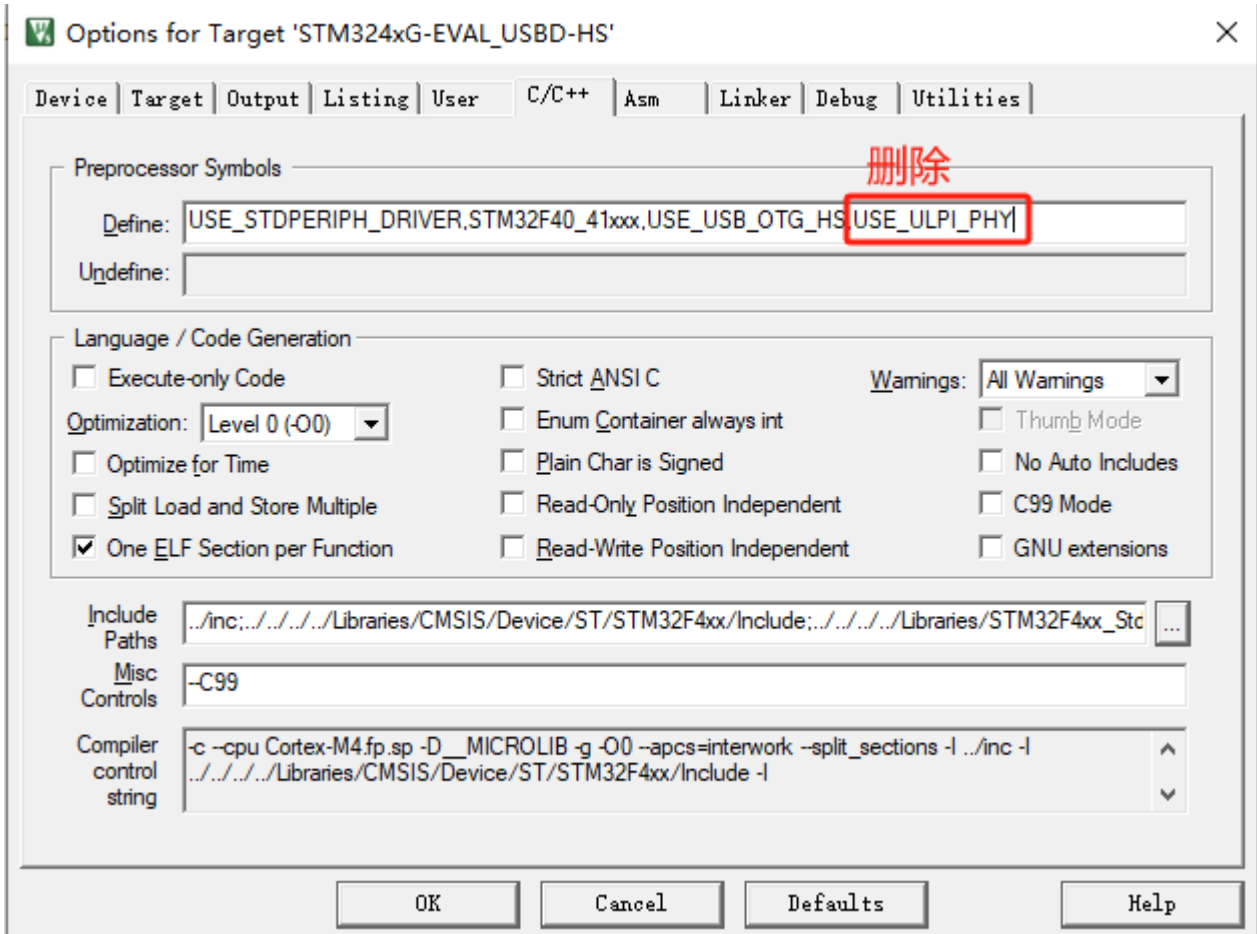 Options for Target 'STM324xG-EVAL_USBD-HS'
Device Target Output Listing User C/C++ Asm Linker Debug Utilities
Preprocessor Symbols
删除
Define: USE_STDPERIPH_DRIVER,STM32F40_41xxx,USE_USB_OTG_HS,USE_ULPI_PHY
Undefine:
Language / Code Generation
Execute-only Code Strict ANSI C Warnings: All Warnings
Optimization: Level 0 (-O0) Enum Container always int Thumb Mode
Optimize for Time Plain Char is Signed No Auto Includes
Split Load and Store Multiple Read-Only Position Independent C99 Mode
One ELF Section per Function Read-Write Position Independent GNU extensions
Include Paths ../inc;../../../../Libraries/CMSIS/Device/ST/STM32F4xx/Include;../../../../Libraries/STM32F4xx_Std ...
Misc Controls --C99
Compiler control string -c --cpu Cortex-M4.fp.sp -D__MICROLIB -g -O0 --apcs=interwork --split_sections -I ../inc -I
../../../../Libraries/CMSIS/Device/ST/STM32F4xx/Include -I
OK Cancel Defaults Help